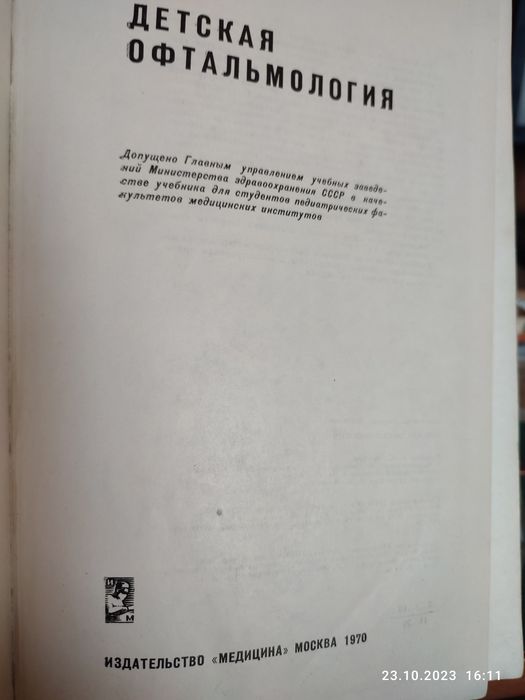 ДЕТСКАЯ
ОФТАЛЬМОЛОГИЯ
Допущено Главным управлением учебных заведе-
ний Министерства здравоохранения СССР в каче-
стве учебника для студентов педиатрических фа-
культетов медицинских институтов
И
М
ИЗДАТЕЛЬСТВО «МЕДИЦИНА» МОСКВА 1970
23.10.2023 16:11